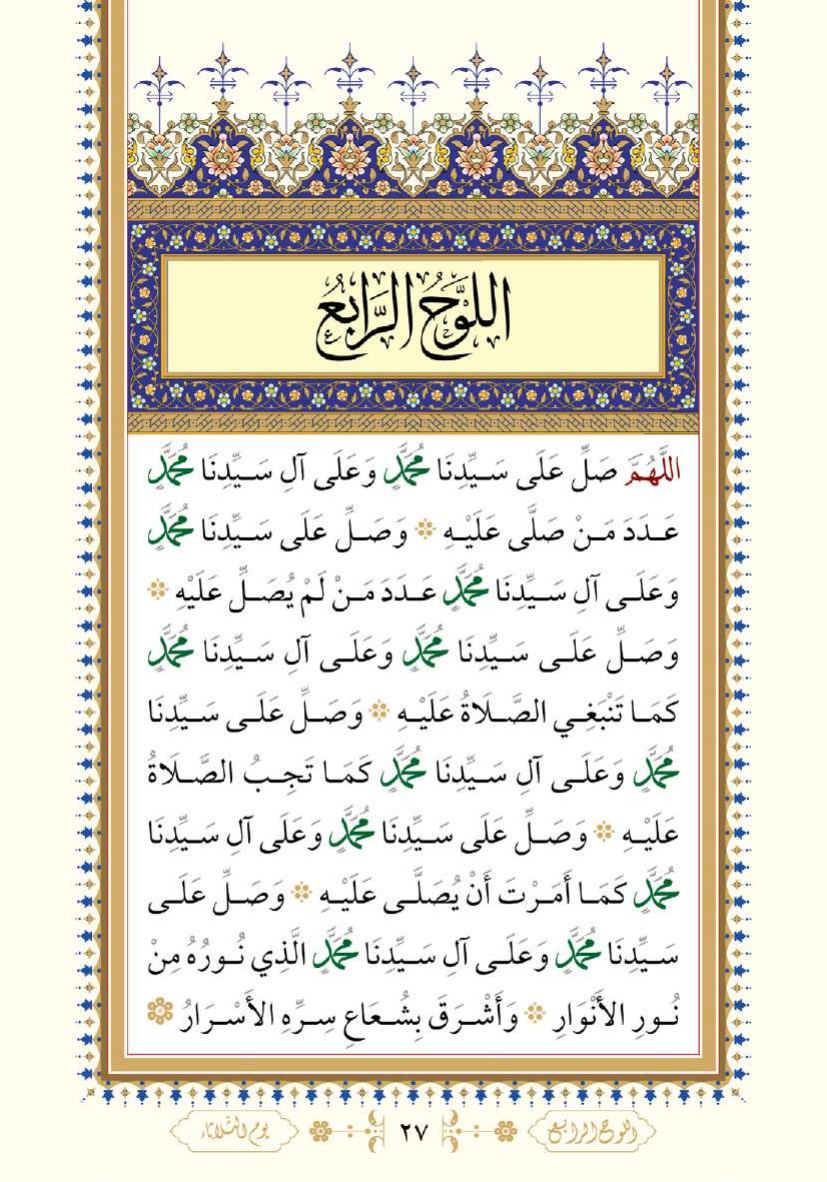 اللَّوْحُ الرَّابِعُ
اللَّهُمَّ صَلِّ عَلَى سَيِّدِنَا مُحَمَّدٍ وَعَلَى آلِ سَيِّدِنَا مُحَمَّدٍ
عَدَدَ مَنْ صَلَّى عَلَيْهِ ۞ وَصَلِّ عَلَى سَيِّدِنَا مُحَمَّدٍ
وَعَلَى آلِ سَيِّدِنَا مُحَمَّدٍ عَدَدَ مَنْ لَمْ يُصَلِّ عَلَيْهِ ۞
وَصَلِّ عَلَى سَيِّدِنَا مُحَمَّدٍ وَعَلَى آلِ سَيِّدِنَا مُحَمَّدٍ
كَمَا تَنْبَغِي الصَّلَاةُ عَلَيْهِ ۞ وَصَلِّ عَلَى سَيِّدِنَا
مُحَمَّدٍ وَعَلَى آلِ سَيِّدِنَا مُحَمَّدٍ كَمَا تَجِبُ الصَّلَاةُ
عَلَيْهِ ۞ وَصَلِّ عَلَى سَيِّدِنَا مُحَمَّدٍ وَعَلَى آلِ سَيِّدِنَا
مُحَمَّدٍ كَمَا أَمَرْتَ أَنْ يُصَلَّى عَلَيْهِ ۞ وَصَلِّ عَلَى
سَيِّدِنَا مُحَمَّدٍ وَعَلَى آلِ سَيِّدِنَا مُحَمَّدٍ الَّذِي نُورُهُ مِنْ
نُورِ الأَنْوَارِ ۞ وَأَشْرَقَ بِشُعَاعِ سِرِّهِ الأَسْرَارُ ۞
اللوح الرابع ٢٧ يوم الثلاثاء